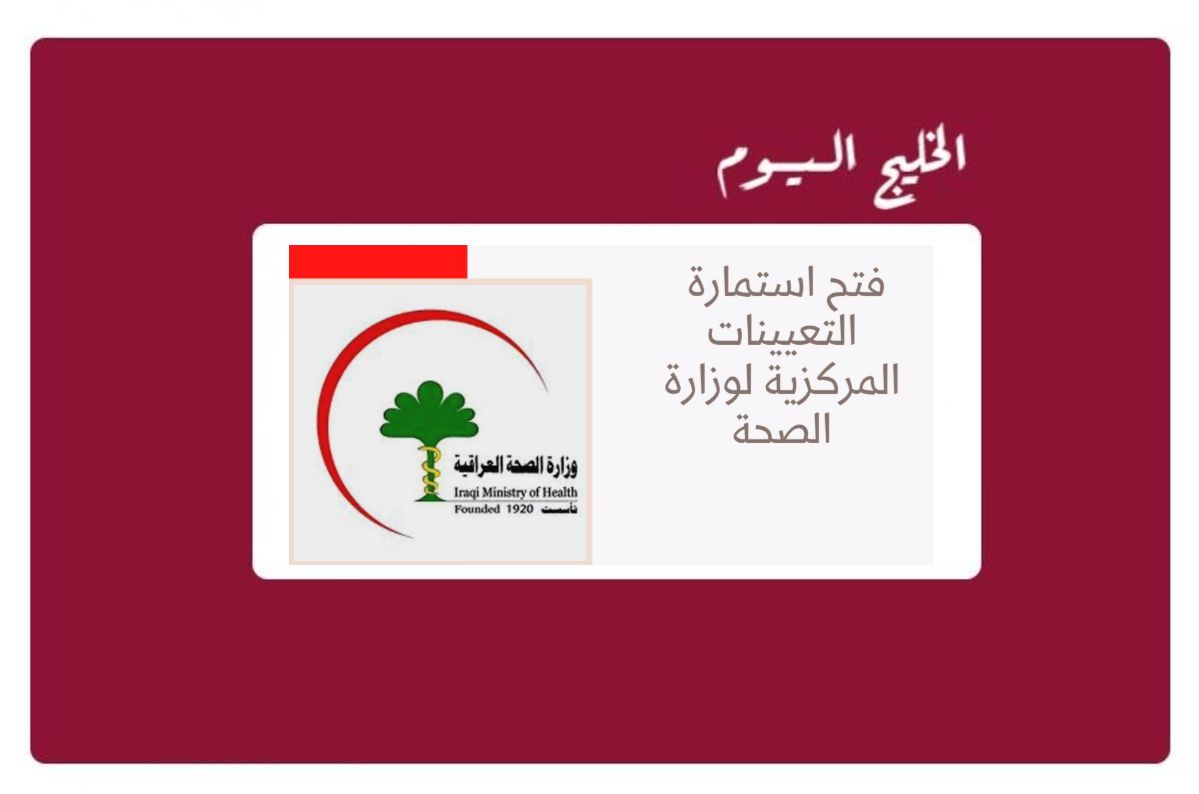 الخليج اليوم
فتح استمارة
التعيينات
المركزية لوزارة
الصحة
وزارة الصحة العراقية
Iraqi Ministry of Health
Founded 1920 تأسست